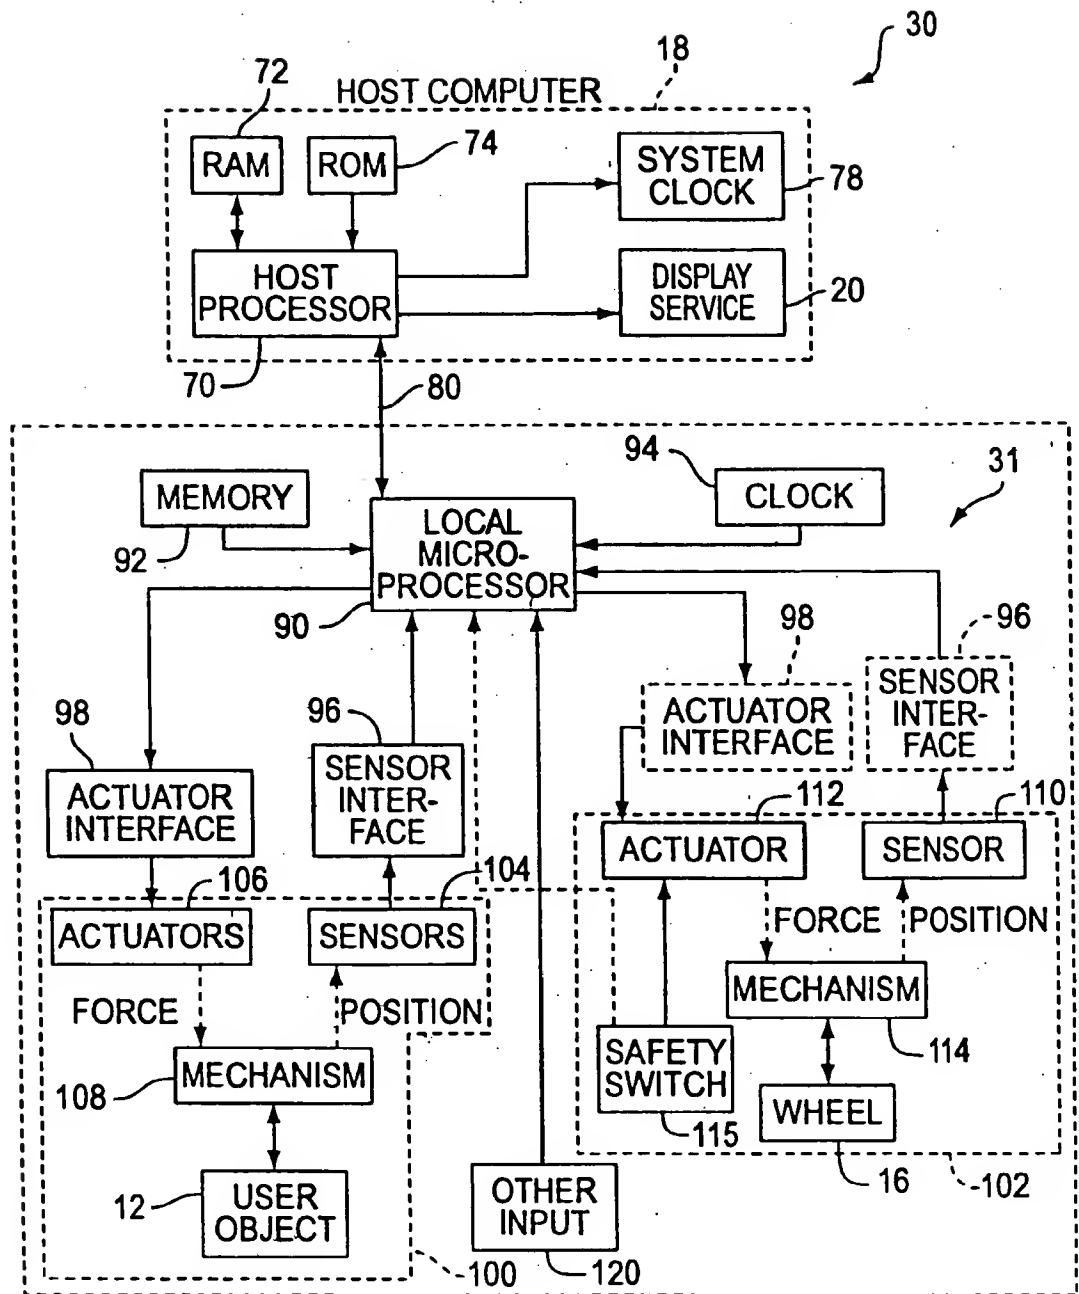 30
18
HOST COMPUTER
72
RAM
ROM
74
SYSTEM
CLOCK
78
HOST
PROCESSOR
DISPLAY
SERVICE
20
70
80
94
31
MEMORY
92
LOCAL
MICRO-
PROCESSOR
90
CLOCK
98
96
ACTUATOR
INTERFACE
SENSOR
INTER-
FACE
98
96
ACTUATOR
INTERFACE
SENSOR
INTER-
FACE
112
110
ACTUATOR
SENSOR
106
104
ACTUATORS
SENSORS
FORCE
POSITION
FORCE
POSITION
MECHANISM
114
MECHANISM
108
SAFETY
SWITCH
115
WHEEL
16
102
12
USER
OBJECT
100
OTHER
INPUT
120